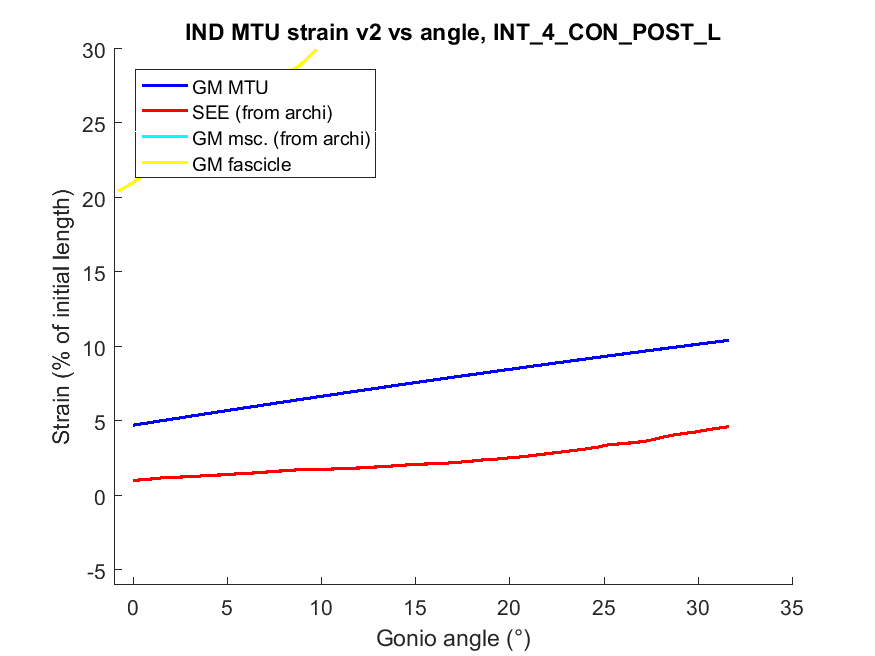 IND MTU strain v2 vs angle, INT_4_CON_POST_L
30
25
20
15
10
5
0
-5
Strain (% of initial length)
GM MTU
SEE (from archi)
GM msc. (from archi)
GM fascicle
0 5 10 15 20 25 30 35
Gonio angle (°)